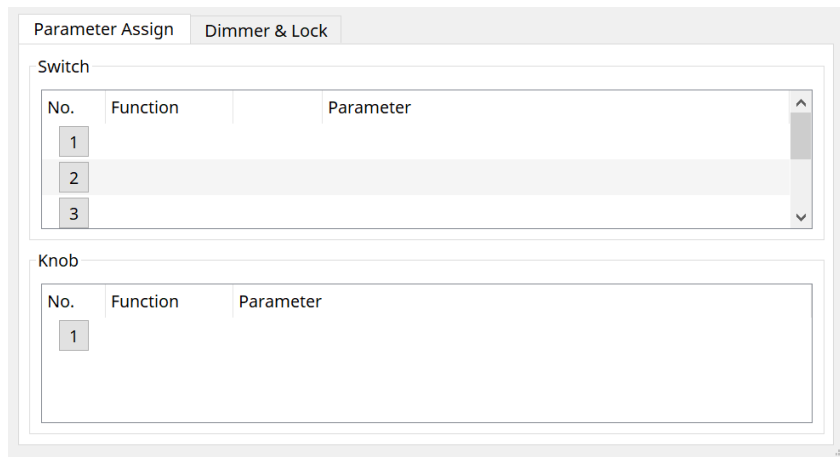 Parameter Assign Dimmer & Lock
Switch
No. Function Parameter
1
2
3
Knob
No. Function Parameter
1